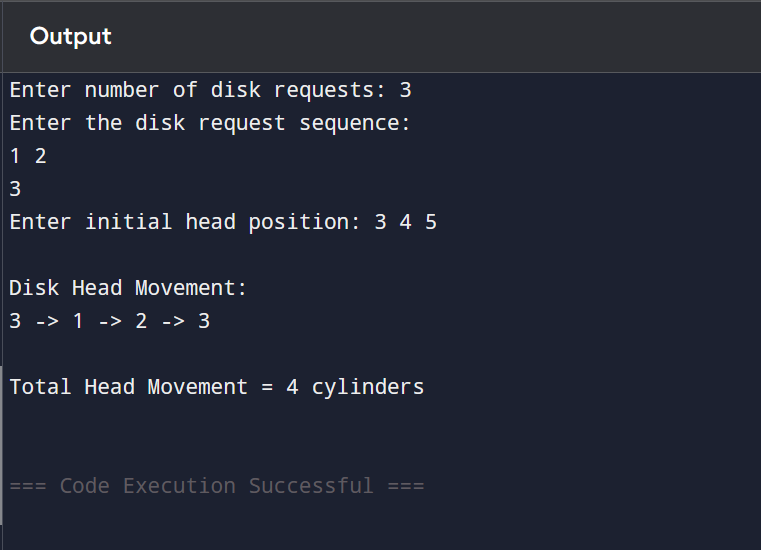 Output
Enter number of disk requests: 3
Enter the disk request sequence:
1 2
3
Enter initial head position: 3 4 5
Disk Head Movement:
3 -> 1 -> 2 -> 3
Total Head Movement = 4 cylinders
=== Code Execution Successful ===